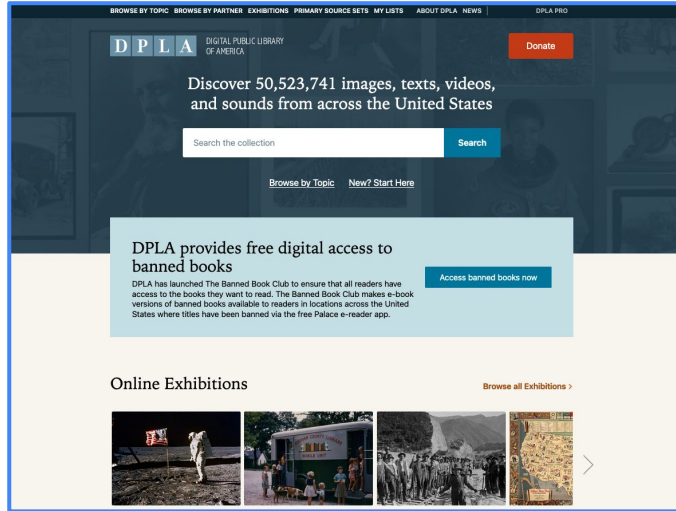 BROWSE BY TOPIC BROWSE BY PARTNER EXHIBITIONS PRIMARY SOURCE SETS MY LISTS ABOUT DPLA NEWS DPLA PRO
DPLA
DIGITAL PUBLIC LIBRARY
OF AMERICA
Donate
Discover 50,523,741 images, texts, videos,
and sounds from across the United States
Search the collection
Search
Browse by Topic New? Start Here
DPLA provides free digital access to
banned books
DPLA has launched The Banned Book Club to ensure that all readers have
access to the books they want to read. The Banned Book Club makes e-book
versions of banned books available to readers in locations across the United
States where titles have been banned via the free Palace e-reader app.
Access banned books now
Online Exhibitions
Browse all Exhibitions >